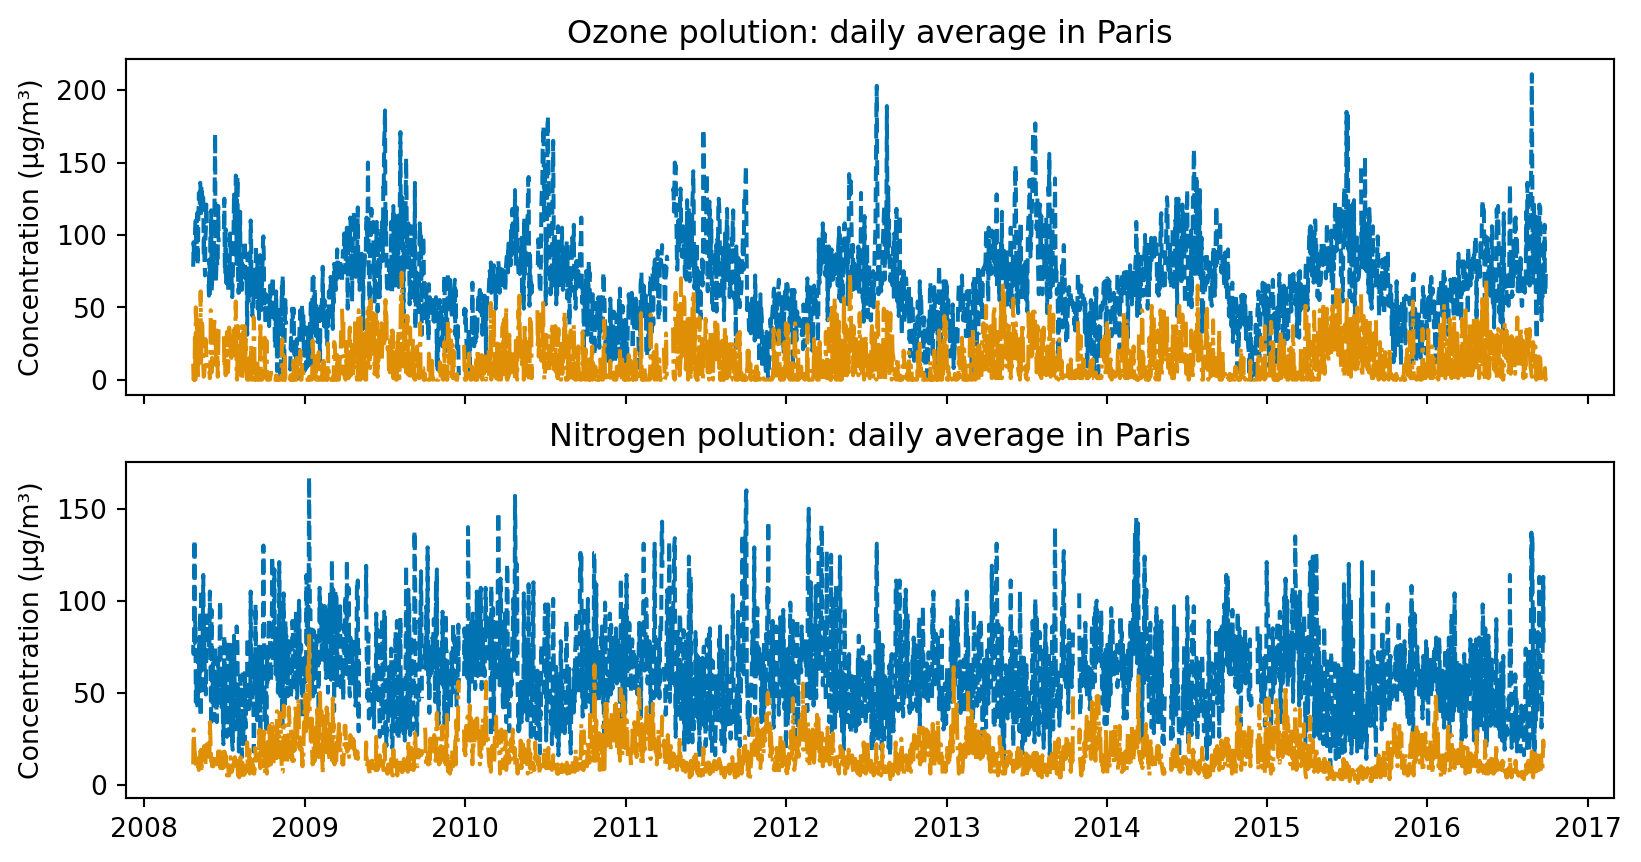 Ozone polution: daily average in Paris
Concentration (µg/m³)
200
150
100
50
0
Nitrogen polution: daily average in Paris
Concentration (µg/m³)
150
100
50
0
2008 2009 2010 2011 2012 2013 2014 2015 2016 2017